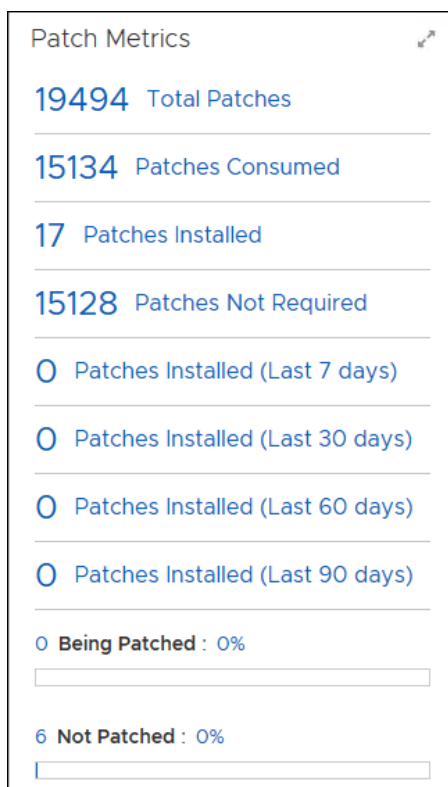 Patch Metrics
19494 Total Patches
15134 Patches Consumed
17 Patches Installed
15128 Patches Not Required
0 Patches Installed (Last 7 days)
0 Patches Installed (Last 30 days)
0 Patches Installed (Last 60 days)
0 Patches Installed (Last 90 days)
0 Being Patched : 0%
6 Not Patched : 0%